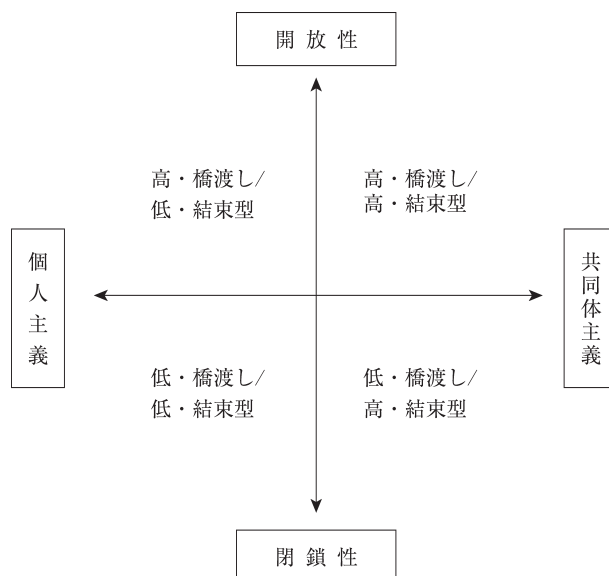 開放性
高・橋渡し/
低・結束型
高・橋渡し/
高・結束型
個人主義
共同体主義
低・橋渡し/
低・結束型
低・橋渡し/
高・結束型
閉鎖性